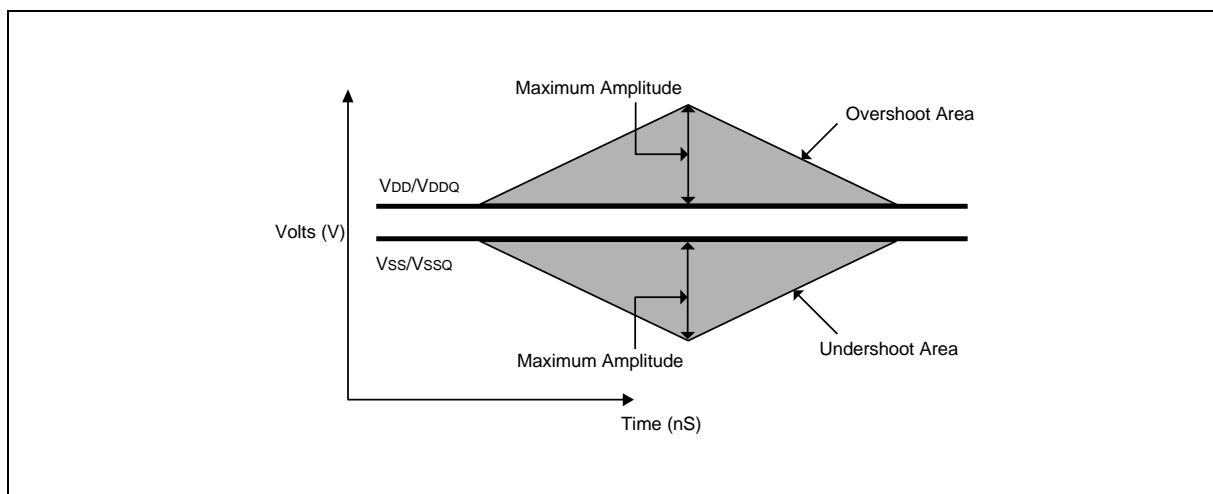 Maximum Amplitude
Overshoot Area
VDD/VDDQ
Volts (V)
VSS/VSSQ
Maximum Amplitude
Undershoot Area
Time (nS)